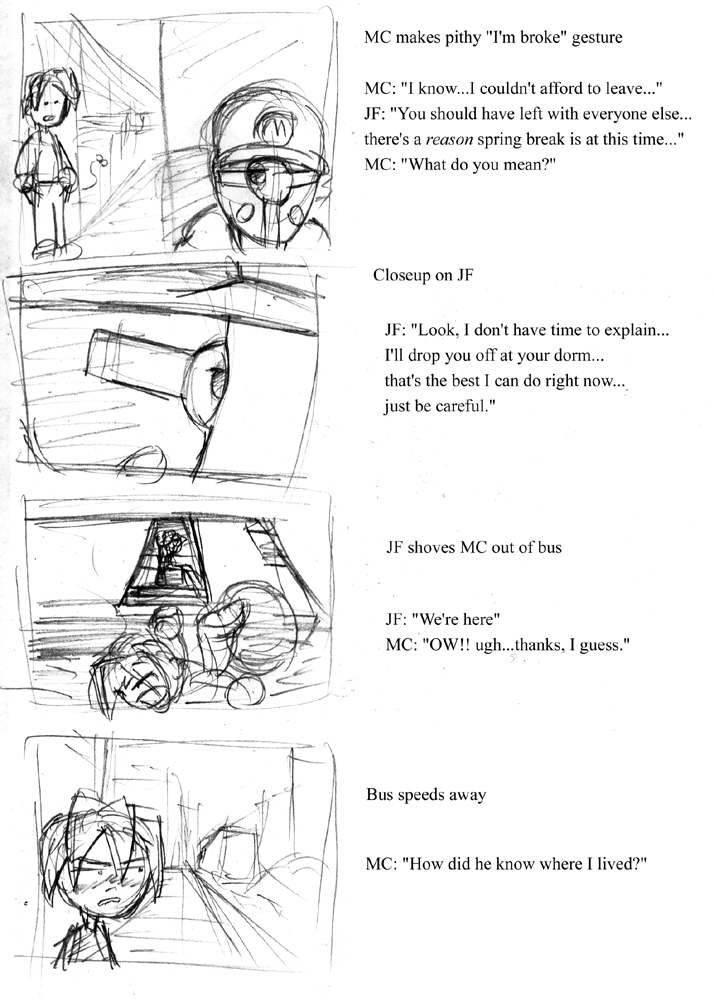 MC makes pithy "I'm broke" gesture
MC: "I know...I couldn't afford to leave..."
JF: "You should have left with everyone else...
there's a reason spring break is at this time..."
MC: "What do you mean?"
M
Closeup on JF
JF: "Look, I don't have time to explain...
I'll drop you off at your dorm...
that's the best I can do right now...
just be careful."
JF shoves MC out of bus
JF: "We're here"
MC: "OW!! ugh...thanks, I guess."
Bus speeds away
MC: "How did he know where I lived?"